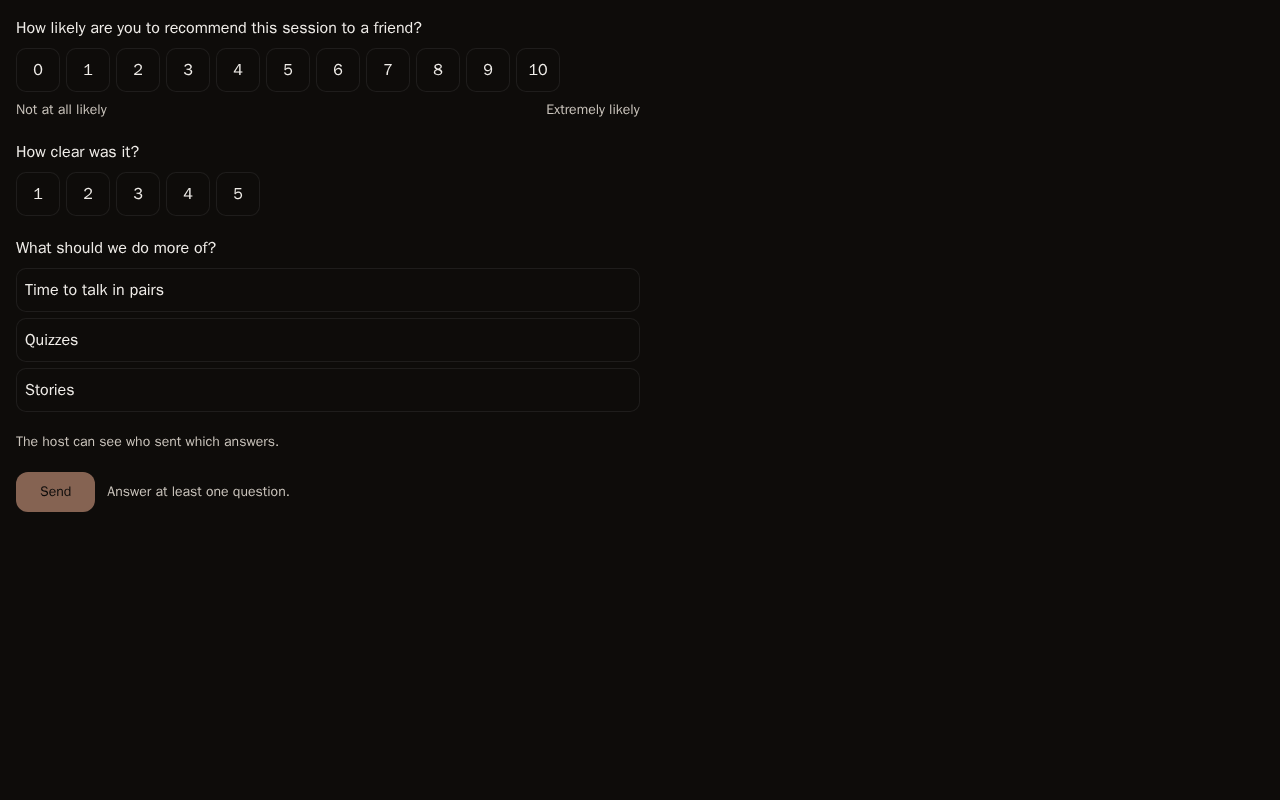 How likely are you to recommend this session to a friend?
0 1 2 3 4 5 6 7 8 9 10
Not at all likely Extremely likely
How clear was it?
1 2 3 4 5
What should we do more of?
Time to talk in pairs
Quizzes
Stories
The host can see who sent which answers.
Send Answer at least one question.